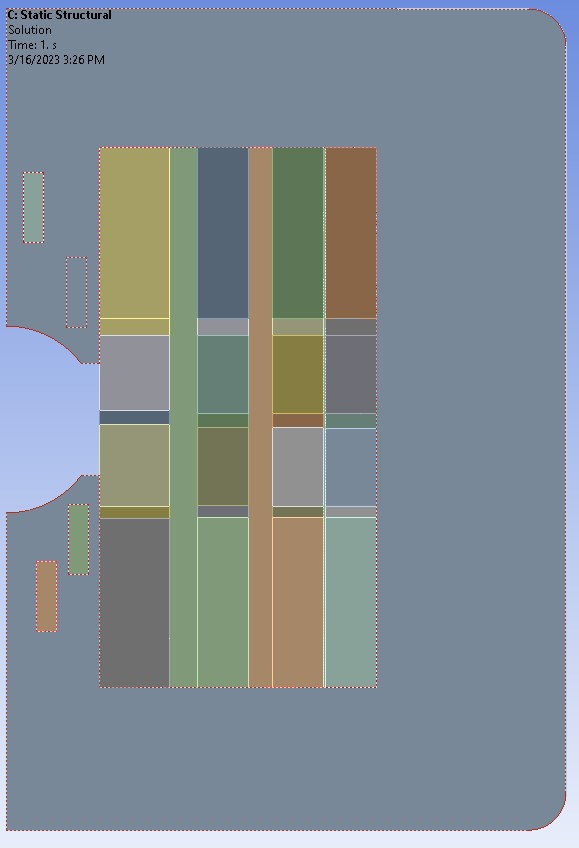 C: Static Structural
Solution
Time: 1. s
3/16/2023 3:26 PM